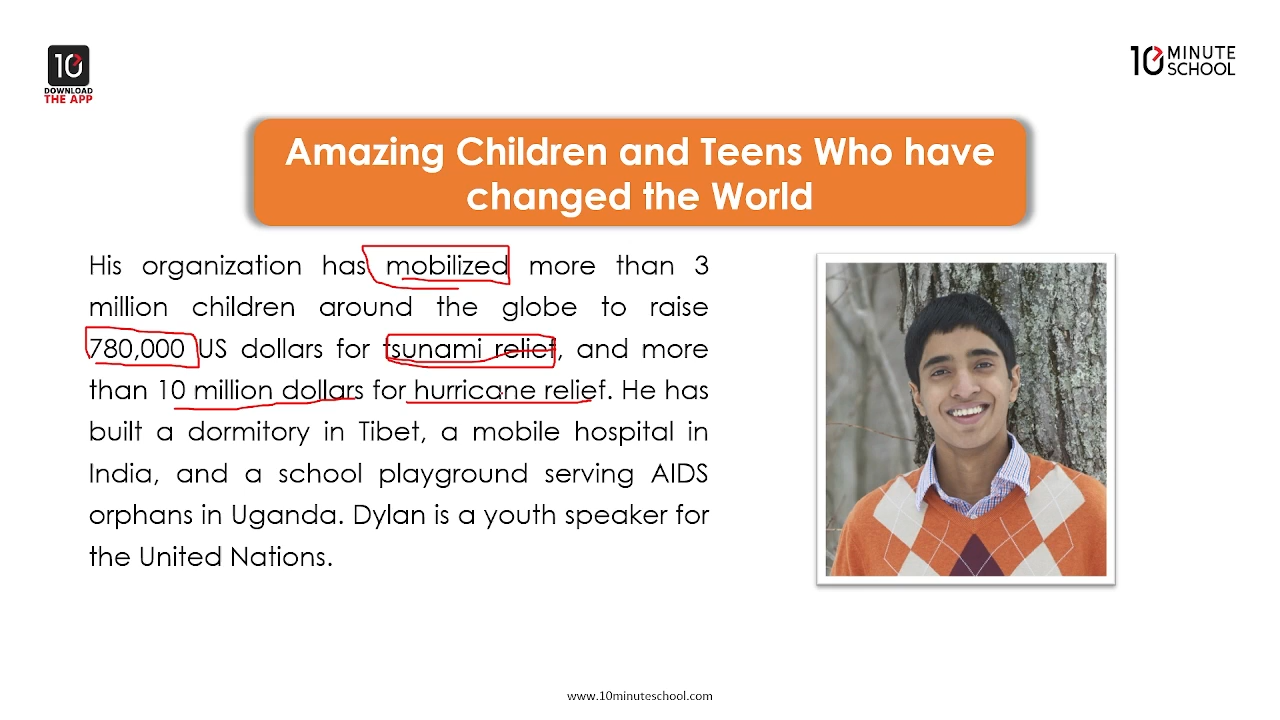 10
DOWNLOAD
THE APP
10 MINUTE
SCHOOL
Amazing Children and Teens Who have
changed the World
His organization has mobilized more than 3
million children around the globe to raise
780,000 US dollars for tsunami relief, and more
than 10 million dollars for hurricane relief. He has
built a dormitory in Tibet, a mobile hospital in
India, and a school playground serving AIDS
orphans in Uganda. Dylan is a youth speaker for
the United Nations.
www.10minuteschool.com